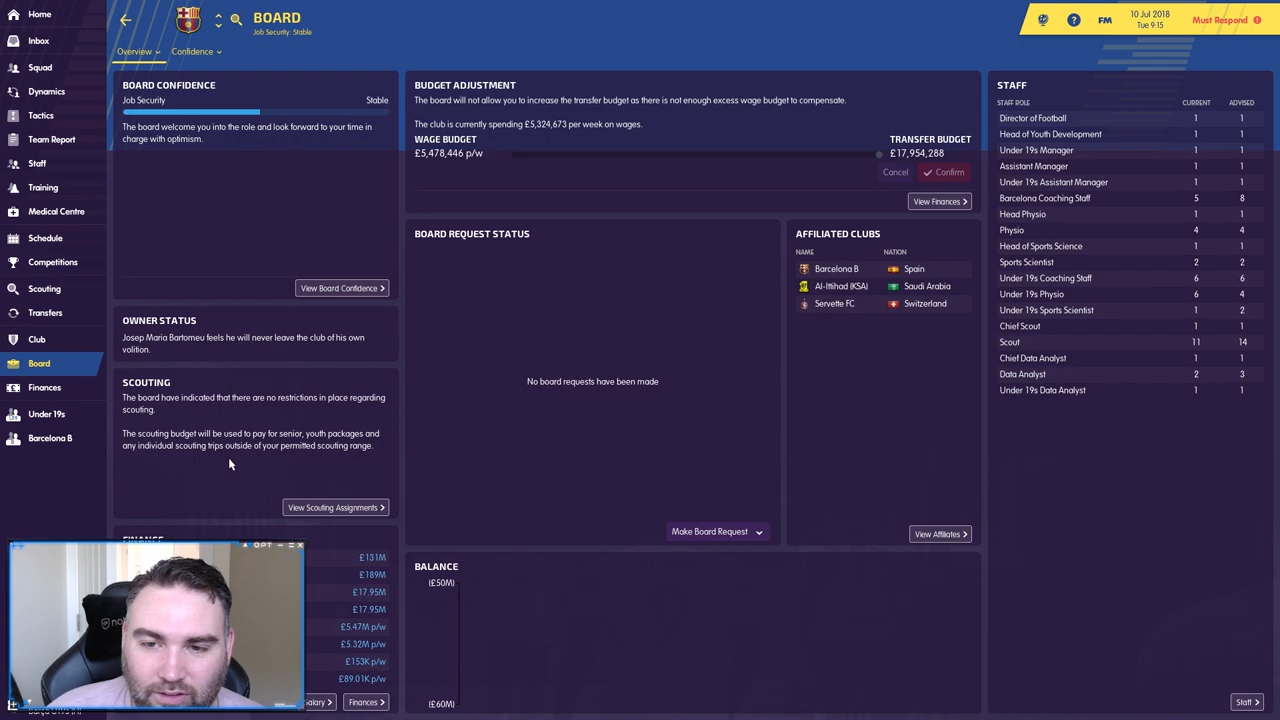 Home
Inbox
Squad
Dynamics
Tactics
Team Report
Staff
Training
Medical Centre
Schedule
Competitions
Scouting
Transfers
Club
Board
Finances
Under 19s
Barcelona B
BOARD
Job Security: Stable
Overview
Confidence
10 Jul 2018
Tue 9:15
FM
Must Respond
BOARD CONFIDENCE
Job Security Stable
The board welcome you into the role and look forward to your time in
charge with optimism.
View Board Confidence
OWNER STATUS
Josep Maria Bartomeu feels he will never leave the club of his own
volition.
SCOUTING
The board have indicated that there are no restrictions in place regarding
scouting.
The scouting budget will be used to pay for senior, youth packages and
any individual scouting trips outside of your permitted scouting range.
View Scouting Assignments
FINANCE
£131M
£189M
£17.95M
£17.95M
£5.47M p/w
£5.32M p/w
£153K p/w
£89.01K p/w
Finances
BUDGET ADJUSTMENT
The board will not allow you to increase the transfer budget as there is not enough excess wage budget to compensate.
The club is currently spending £5,324,673 per week on wages.
WAGE BUDGET TRANSFER BUDGET
£5,478,446 p/w £17,954,288
Cancel Confirm
View Finances
BOARD REQUEST STATUS
No board requests have been made
Make Board Request
AFFILIATED CLUBS
NAME NATION
Barcelona B Spain
Al-Ittihad (KSA) Saudi Arabia
Servette FC Switzerland
View Affiliates
BALANCE
(£50M)
(£60M)
STAFF
STAFF ROLE CURRENT ADVISED
Director of Football 1 1
Head of Youth Development 1 1
Under 19s Manager 1 1
Assistant Manager 1 1
Under 19s Assistant Manager 1 1
Barcelona Coaching Staff 5 8
Head Physio 1 1
Physio 4 4
Head of Sports Science 1 1
Sports Scientist 2 2
Under 19s Coaching Staff 6 6
Under 19s Physio 6 4
Under 19s Sports Scientist 1 2
Chief Scout 1 1
Scout 11 14
Chief Data Analyst 1 1
Data Analyst 2 3
Under 19s Data Analyst 1 1
Staff